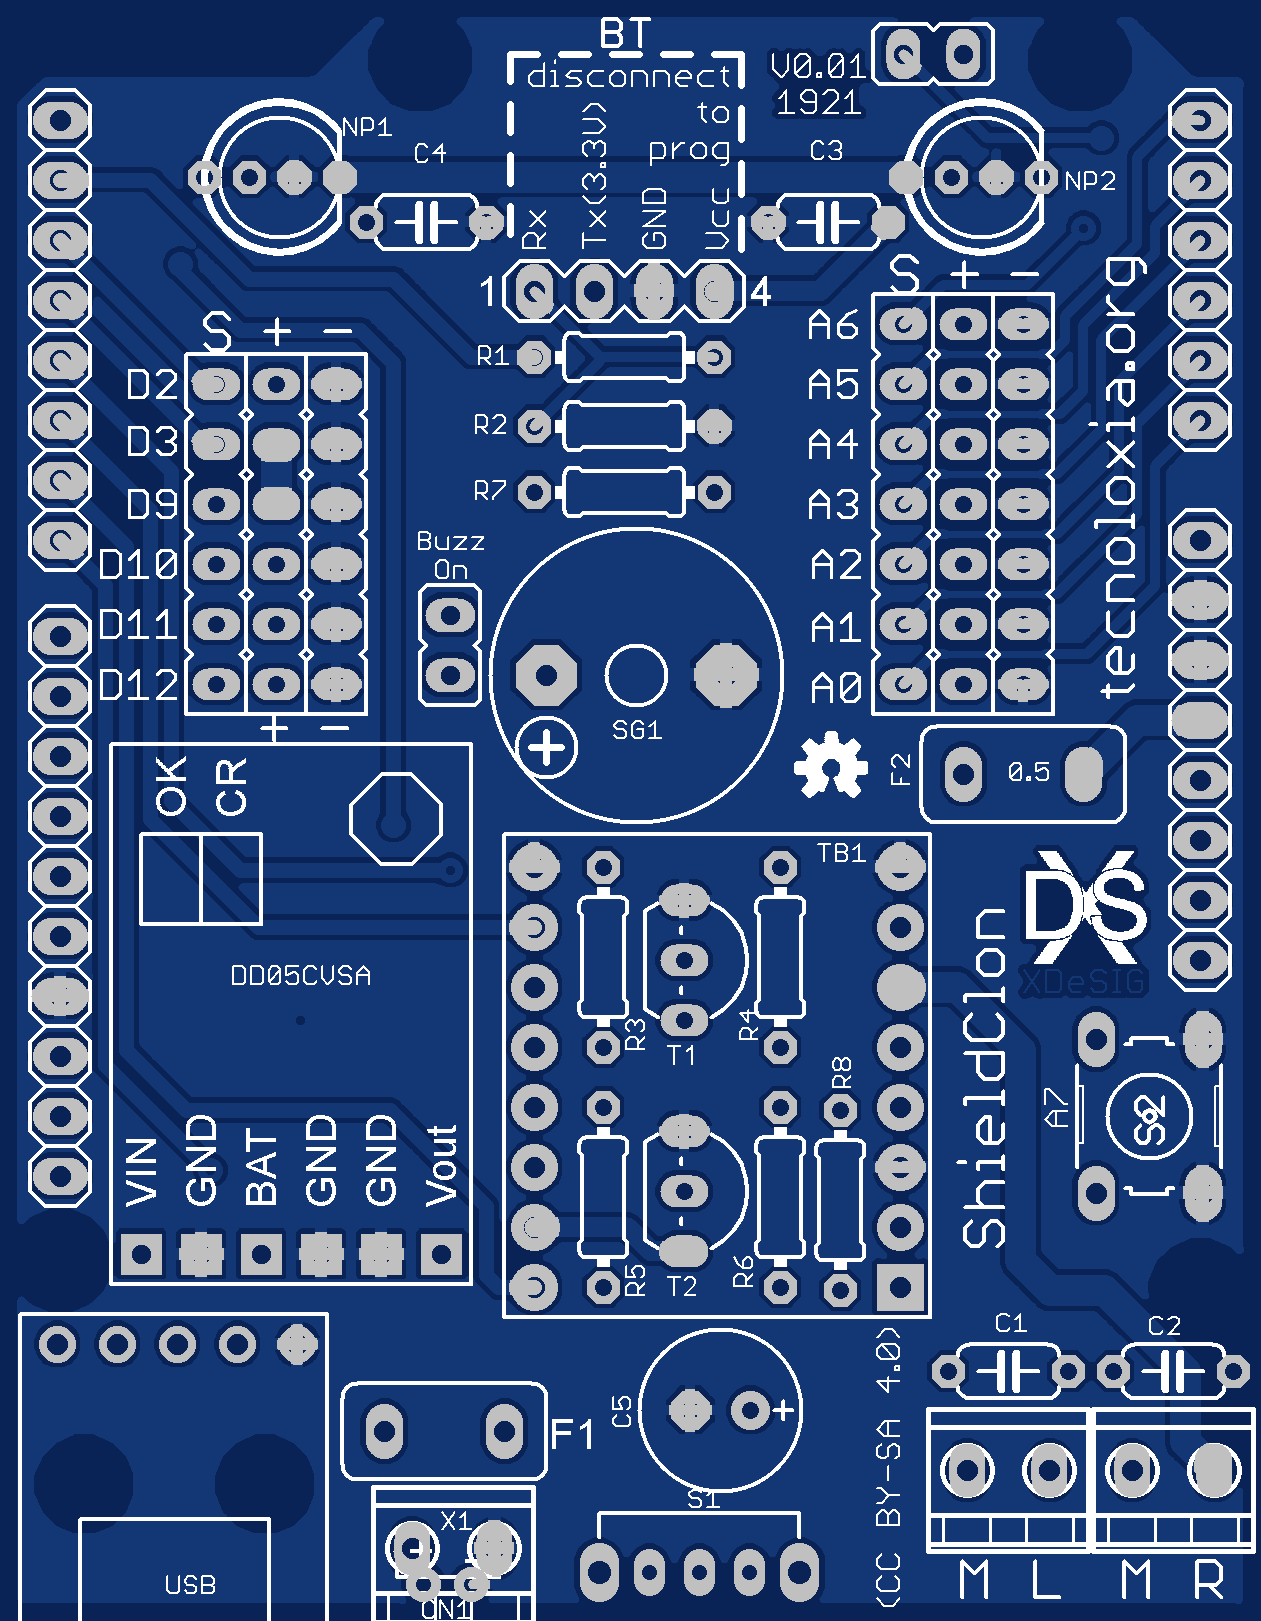 BT
disconnect
to
prog
V0.01
1921
NP1
C4
C3
NP2
Rx
Tx(3.3V)
GND
Vcc
1
4
S + -
S + -
R1
R2
R7
D2
D3
D9
D10
D11
D12
+ -
A6
A5
A4
A3
A2
A1
A0
tecnoloxia.org
Buzz
On
SG1
+
F2
0.5
OK
CR
DD05CVSA
VIN
GND
BAT
GND
GND
Vout
TB1
R3
T1
R4
R8
R5
T2
R6
DS
XDeSIG
ShieldClon
A7
S2
C1
C2
F1
C5
+
S1
X1
USB
(CC BY-SA 4.0)
M L M R